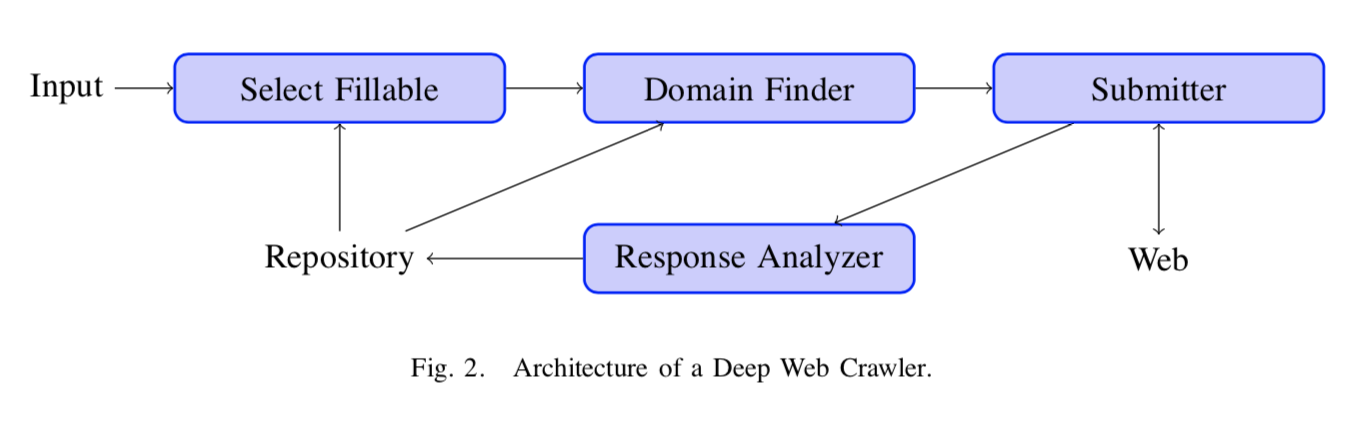 Input
Select Fillable
Domain Finder
Submitter
Repository
Response Analyzer
Web
Fig. 2. Architecture of a Deep Web Crawler.